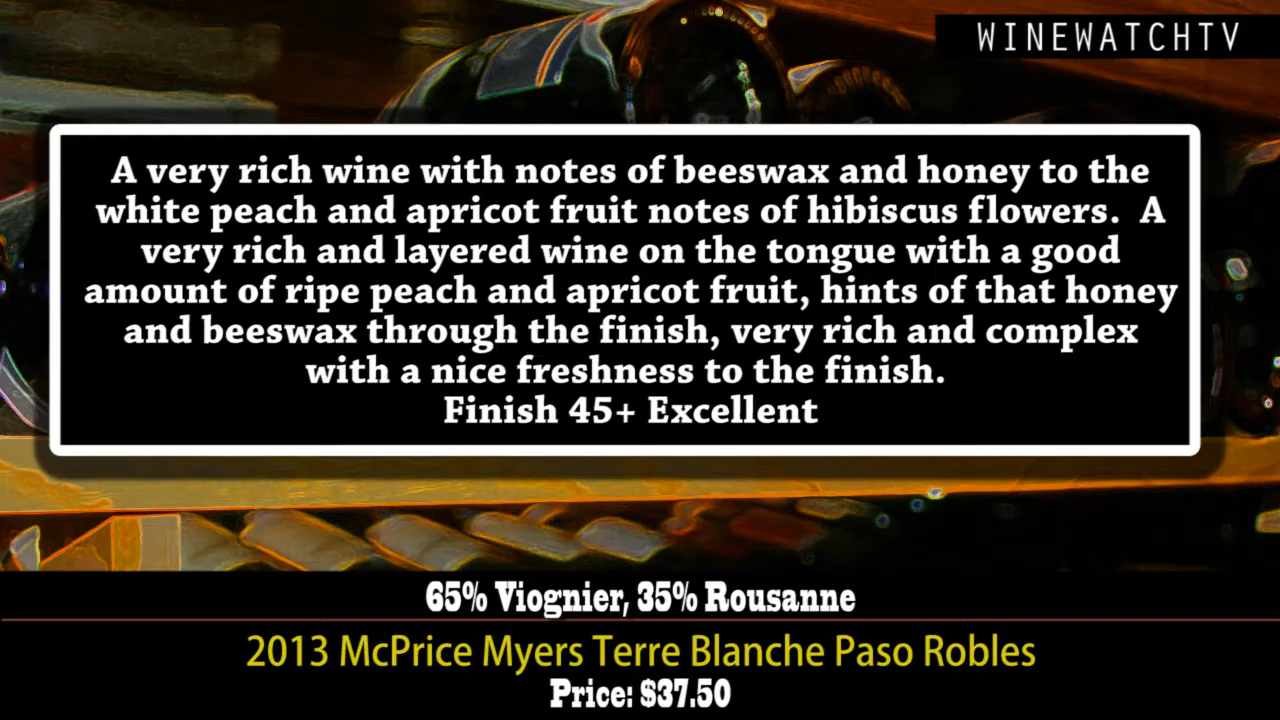 WINEWATCHTV
A very rich wine with notes of beeswax and honey to the
white peach and apricot fruit notes of hibiscus flowers. A
very rich and layered wine on the tongue with a good
amount of ripe peach and apricot fruit, hints of that honey
and beeswax through the finish, very rich and complex
with a nice freshness to the finish.
Finish 45+ Excellent
65% Viognier, 35% Rousanne
2013 McPrice Myers Terre Blanche Paso Robles
Price: $37.50